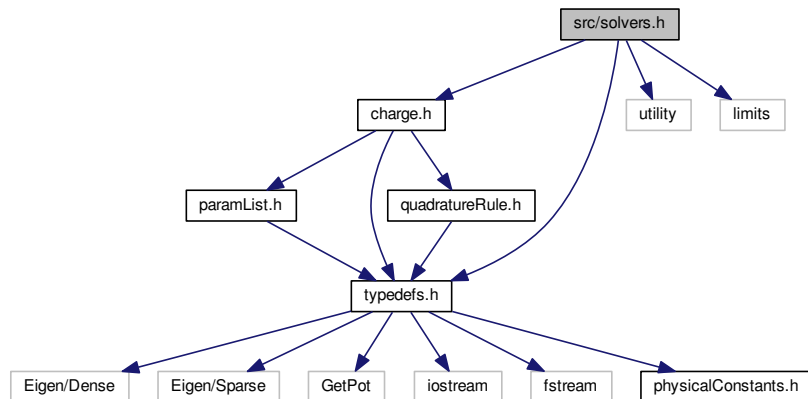 src/solvers.h
charge.h
utility
limits
paramList.h
quadratureRule.h
typedefs.h
Eigen/Dense
Eigen/Sparse
GetPot
iostream
fstream
physicalConstants.h